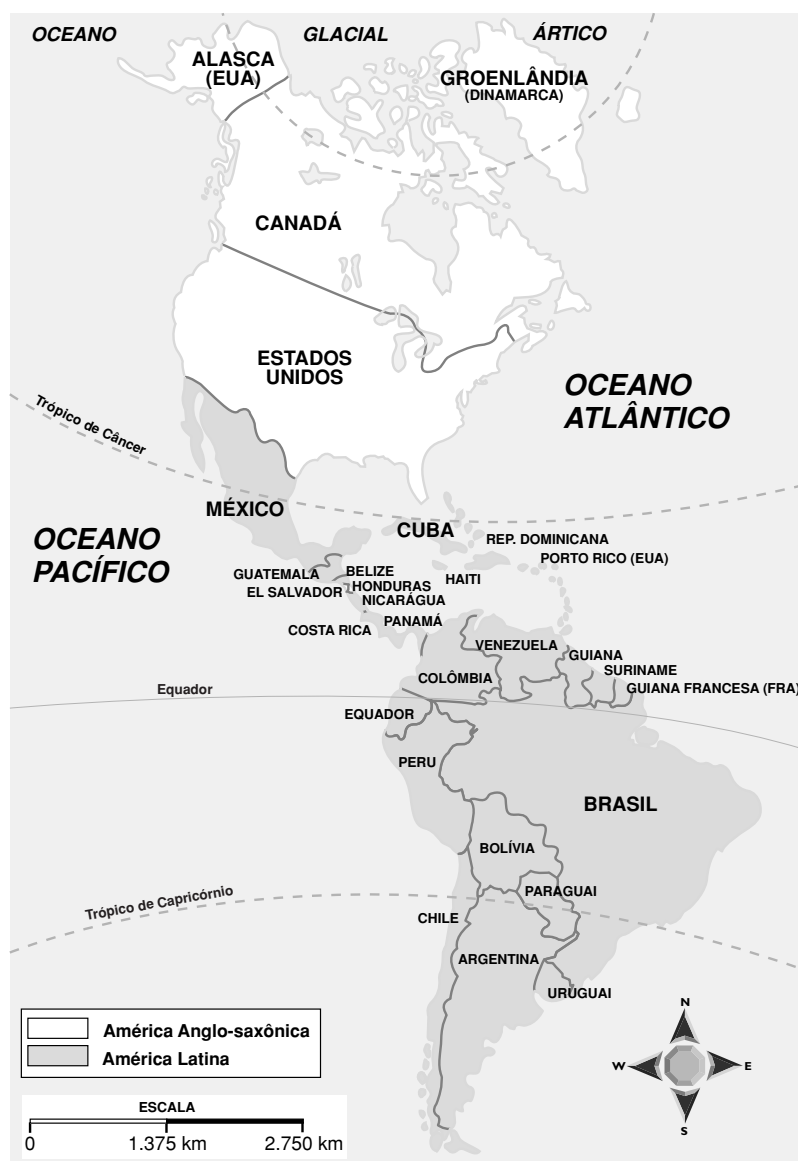 OCEANO GLACIAL ÁRTICO
ALASCA
(EUA)
GROENLÂNDIA
(DINAMARCA)
CANADÁ
ESTADOS
UNIDOS
OCEANO
ATLÂNTICO
Trópico de Câncer
MÉXICO
CUBA
OCEANO
PACÍFICO
REP. DOMINICANA
PORTO RICO (EUA)
GUATEMALA
BELIZE
HAITI
EL SALVADOR
HONDURAS
NICARÁGUA
COSTA RICA
PANAMÁ
VENEZUELA
GUIANA
SURINAME
COLÔMBIA
GUIANA FRANCESA (FRA)
Equador
EQUADOR
PERU
BRASIL
BOLÍVIA
PARAGUAI
Trópico de Capricórnio
CHILE
ARGENTINA
URUGUAI
N
W
E
S
América Anglo-saxônica
América Latina
ESCALA
0 1.375 km 2.750 km